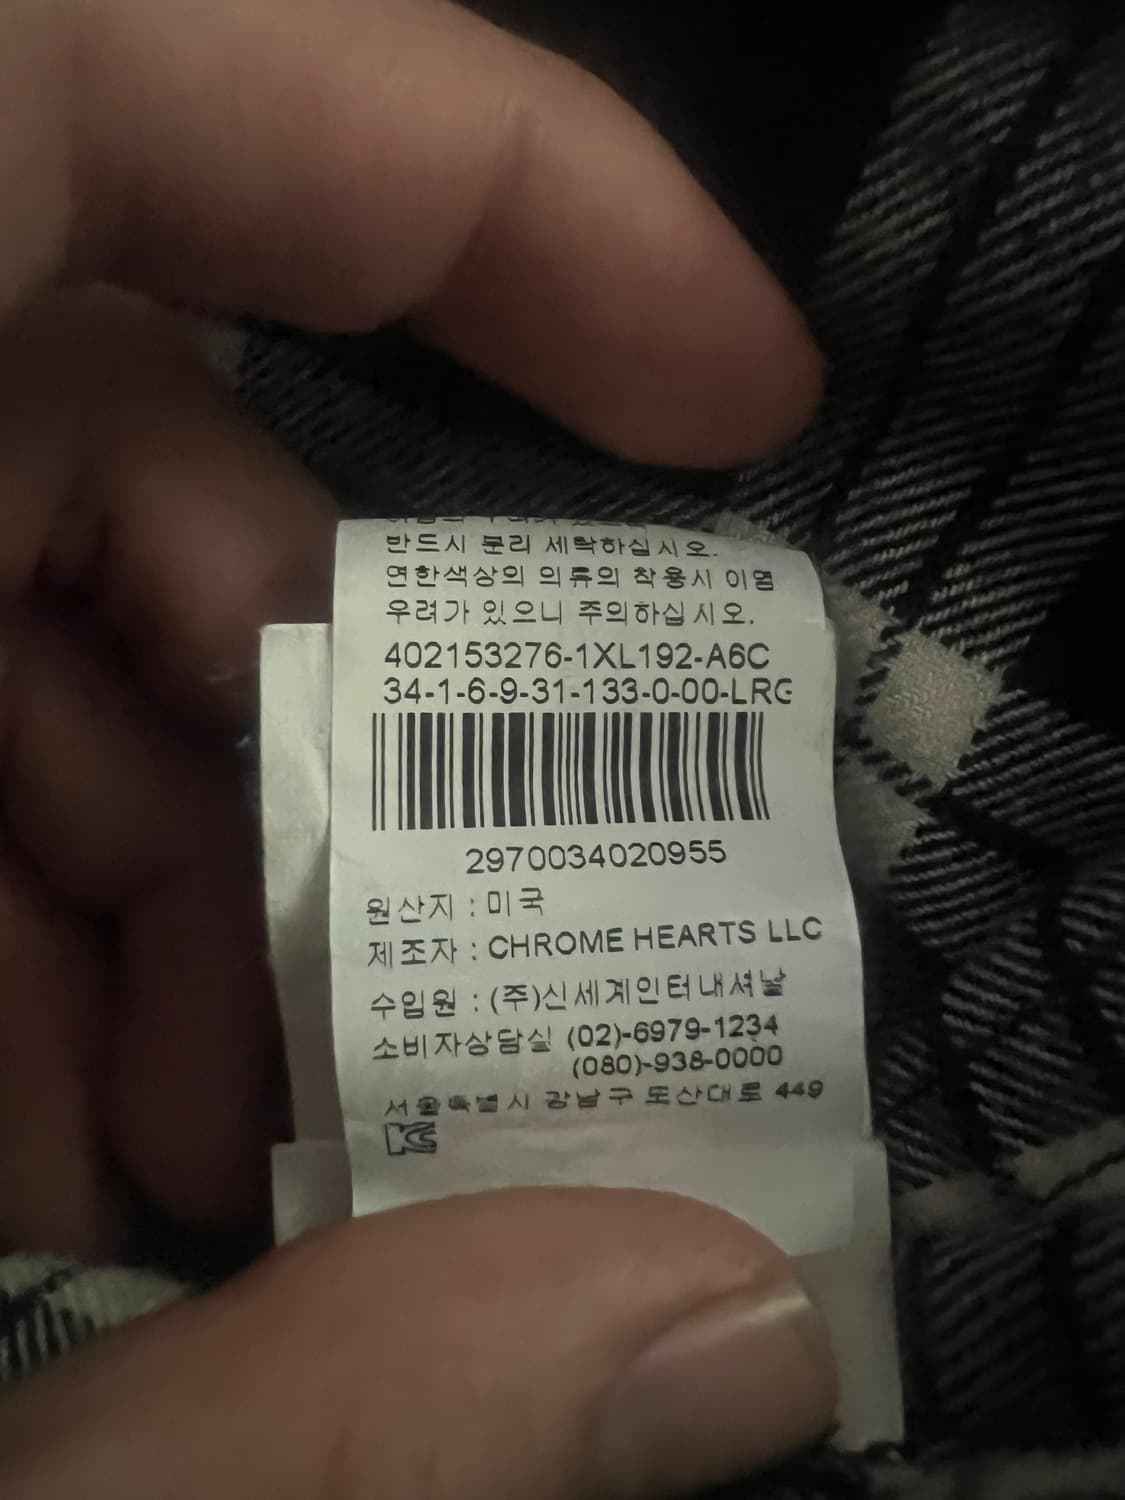 반드시 분리 세탁하십시오.
연한색상의 의류의 착용시 이염
우려가 있으니 주의하십시오.
402153276-1XL192-A6C
34-1-6-9-31-133-0-00-LRG
2970034020955
원산지 : 미국
제조자 : CHROME HEARTS LLC
수입원 : (주)신세계인터내셔날
소비자상담실 (02)-6979-1234
(080)-938-0000
서울특별시 강남구 도산대로 449